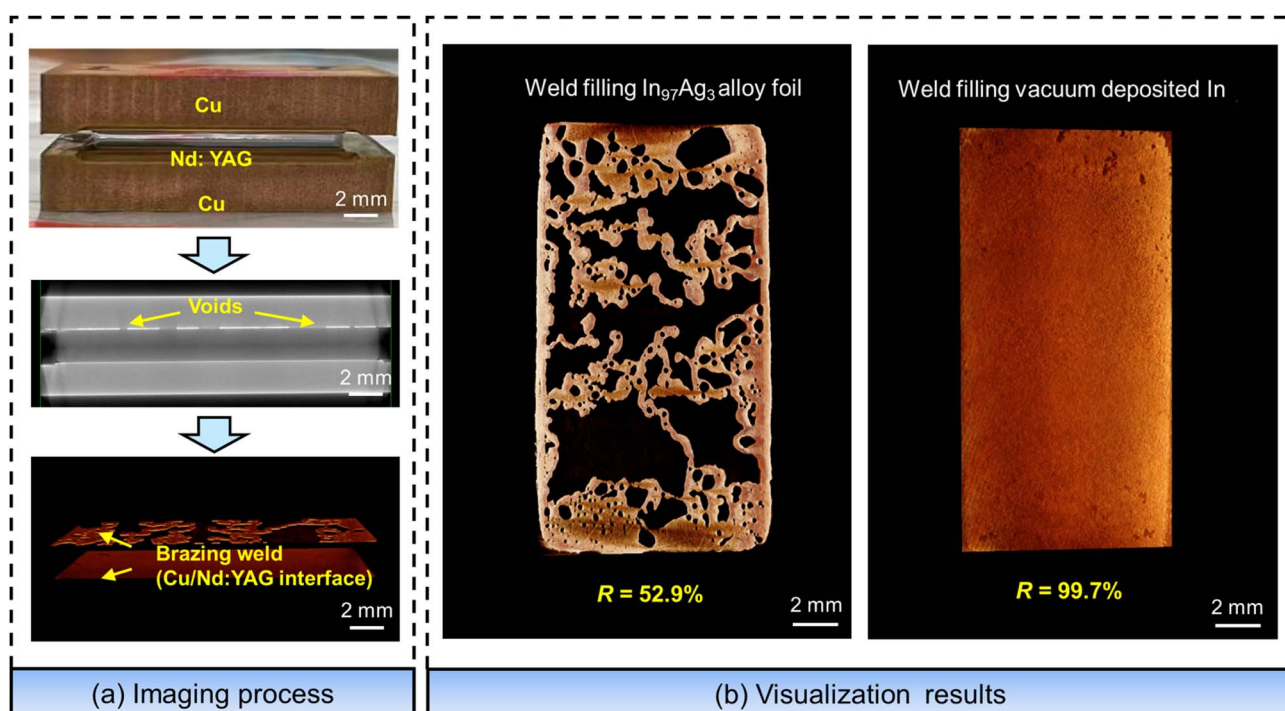 Cu
Nd: YAG
Cu
2 mm
Voids
2 mm
Brazing weld
(Cu/Nd:YAG interface)
2 mm
(a) Imaging process
Weld filling In₉₇Ag₃ alloy foil
R = 52.9%
2 mm
Weld filling vacuum deposited In
R = 99.7%
2 mm
(b) Visualization results